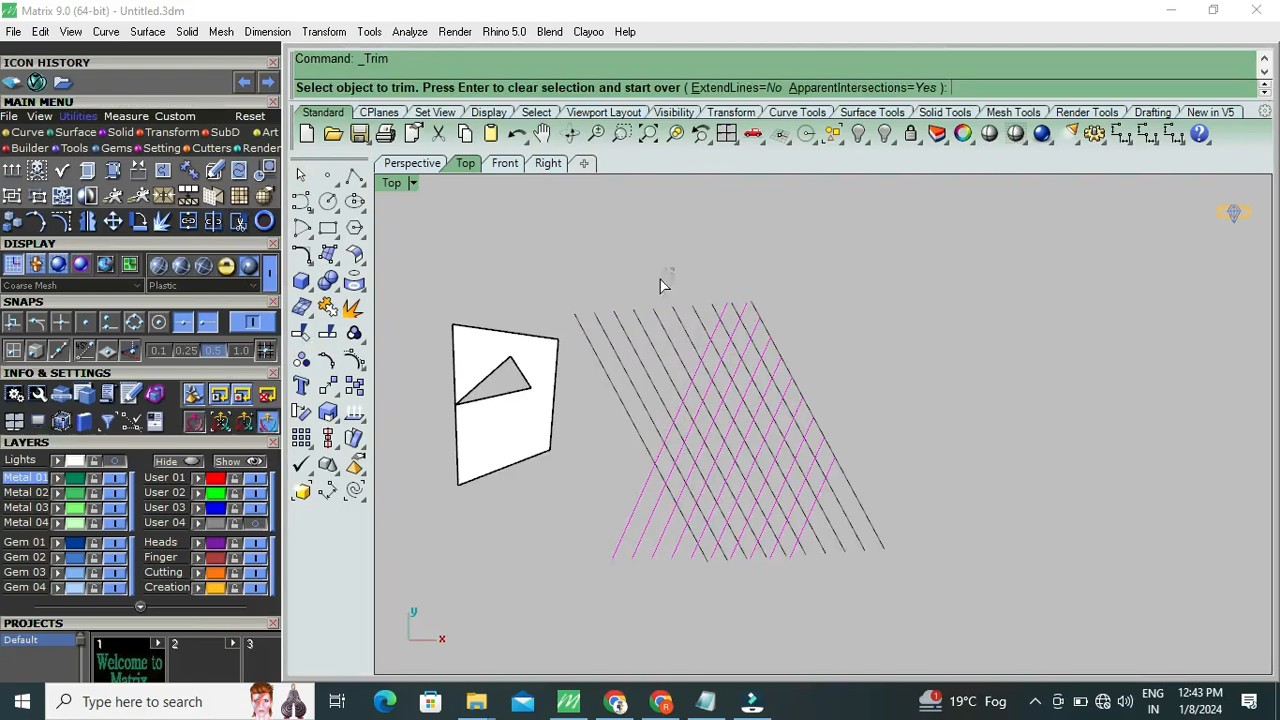 Matrix 9.0 (64-bit) - Untitled.3dm
File Edit View Curve Surface Solid Mesh Dimension Transform Tools Analyze Render Rhino 5.0 Blend Clayoo Help
ICON HISTORY
Command: _Trim
Select object to trim. Press Enter to clear selection and start over ( ExtendLines=No ApparentIntersections=Yes ):
MAIN MENU
File View Utilities Measure Custom Reset
Curve Surface Solid Transform SubD Art
Builder Tools Gems Setting Cutters Render
Standard CPlanes Set View Display Select Viewport Layout Visibility Transform Curve Tools Surface Tools Solid Tools Mesh Tools Render Tools Drafting New in V5
Perspective Top Front Right
Top
DISPLAY
Coarse Mesh Plastic
SNAPS
0.1 0.25 0.5 1.0
INFO & SETTINGS
LAYERS
Lights Hide Show
Metal 01 User 01
Metal 02 User 02
Metal 03 User 03
Metal 04 User 04
Gem 01 Heads
Gem 02 Finger
Gem 03 Cutting
Gem 04 Creation
PROJECTS
Default 1 2 3
Welcome to
Matrix
y
x
Type here to search
19°C Fog
ENG
IN
12:43 PM
1/8/2024